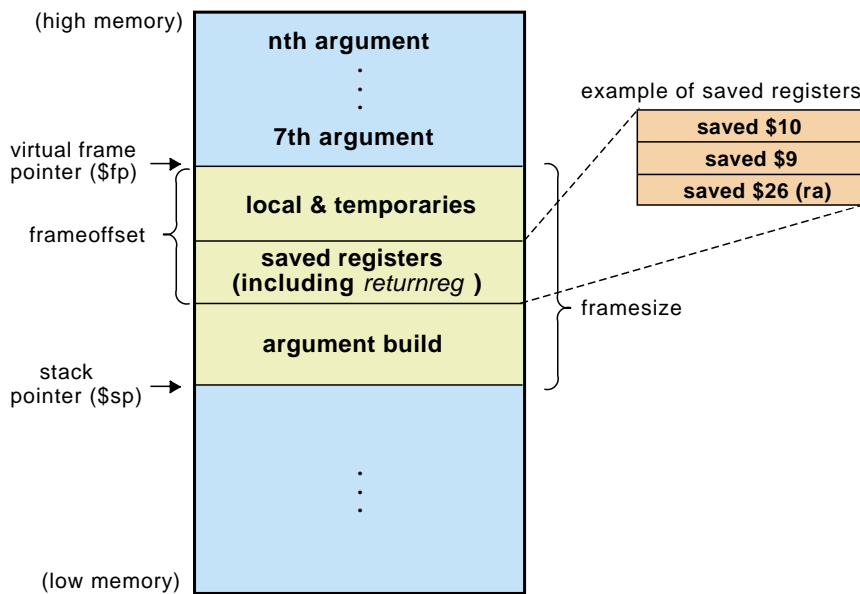 (high memory)
nth argument
example of saved registers
saved $10
7th argument
saved $9
virtual frame
pointer ($fp)
saved $26 (ra)
local & temporaries
frameoffset
saved registers
(including returnreg )
framesize
argument build
stack
pointer ($sp)
(low memory)